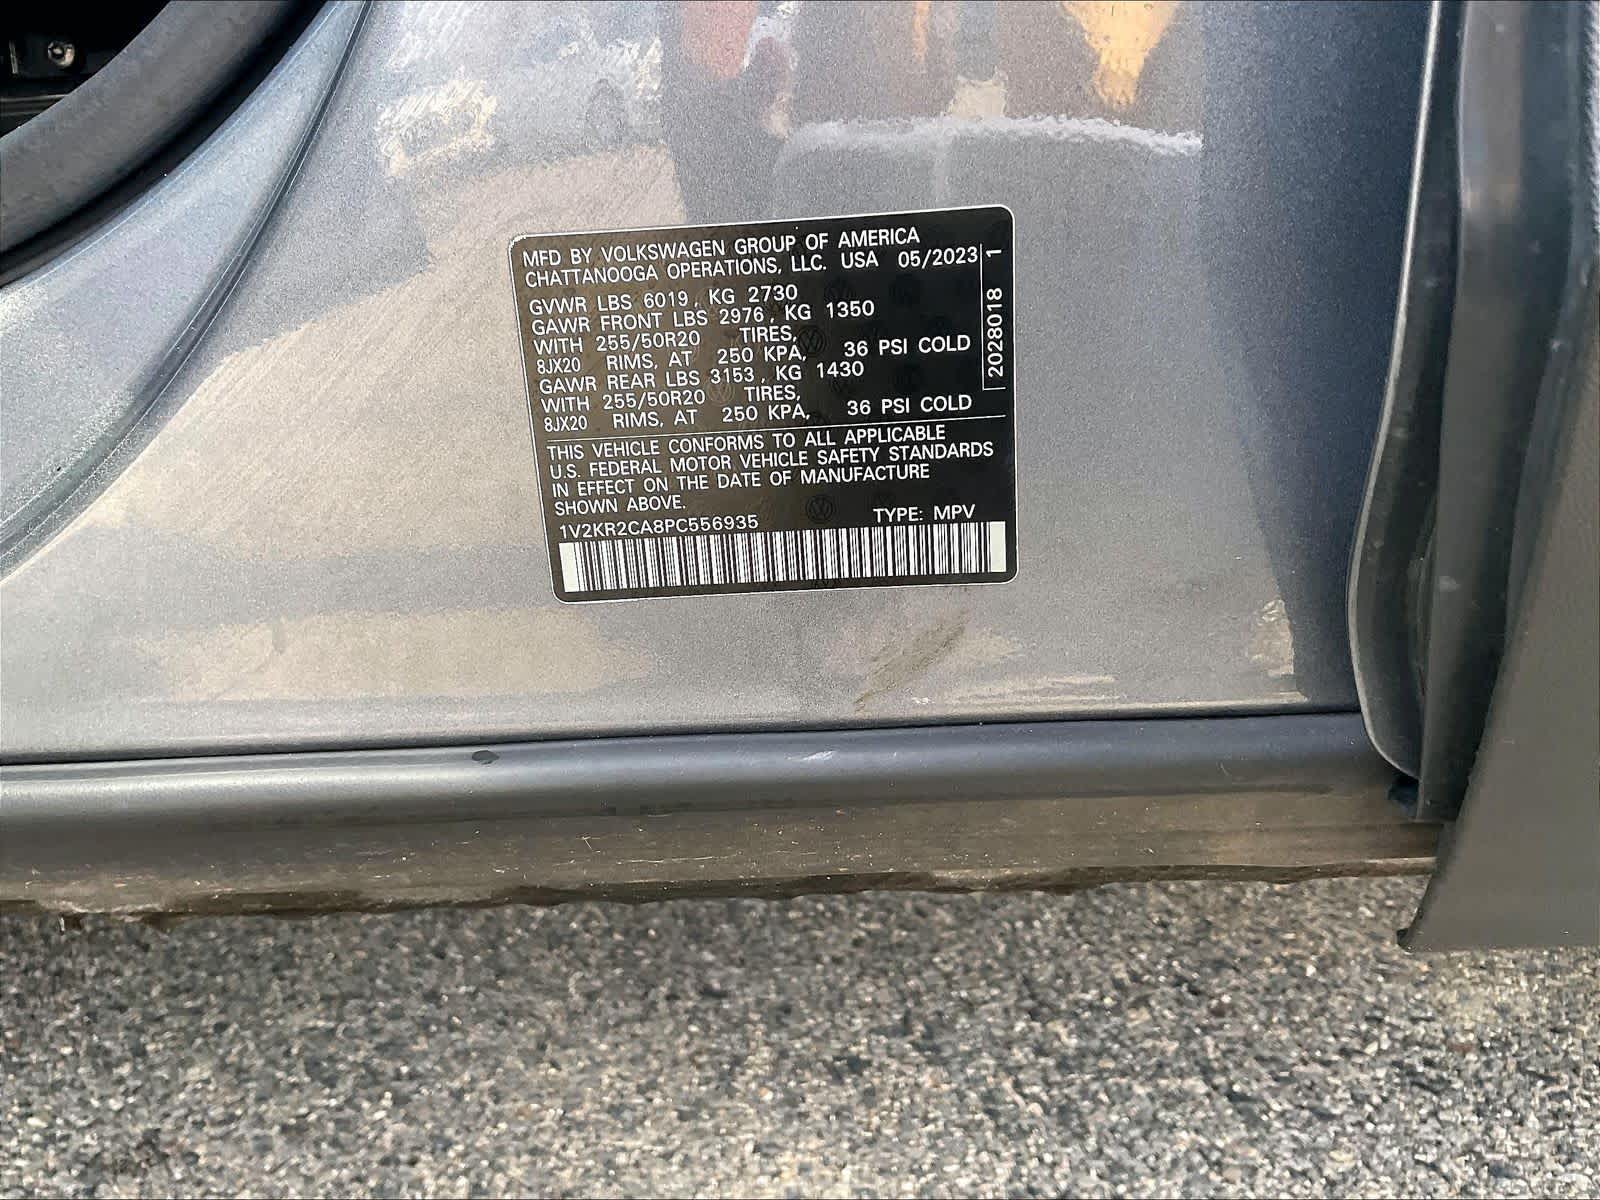 MFD BY VOLKSWAGEN GROUP OF AMERICA
CHATTANOOGA OPERATIONS, LLC. USA 05/2023
GVWR LBS 6019, KG 2730
GAWR FRONT LBS 2976, KG 1350
WITH 255/50R20 TIRES,
8JX20 RIMS, AT 250 KPA, 36 PSI COLD
GAWR REAR LBS 3153, KG 1430
WITH 255/50R20 TIRES,
8JX20 RIMS, AT 250 KPA, 36 PSI COLD
THIS VEHICLE CONFORMS TO ALL APPLICABLE
U.S. FEDERAL MOTOR VEHICLE SAFETY STANDARDS
IN EFFECT ON THE DATE OF MANUFACTURE
SHOWN ABOVE.
1V2KR2CA8PC556935 TYPE: MPV
2028018 1